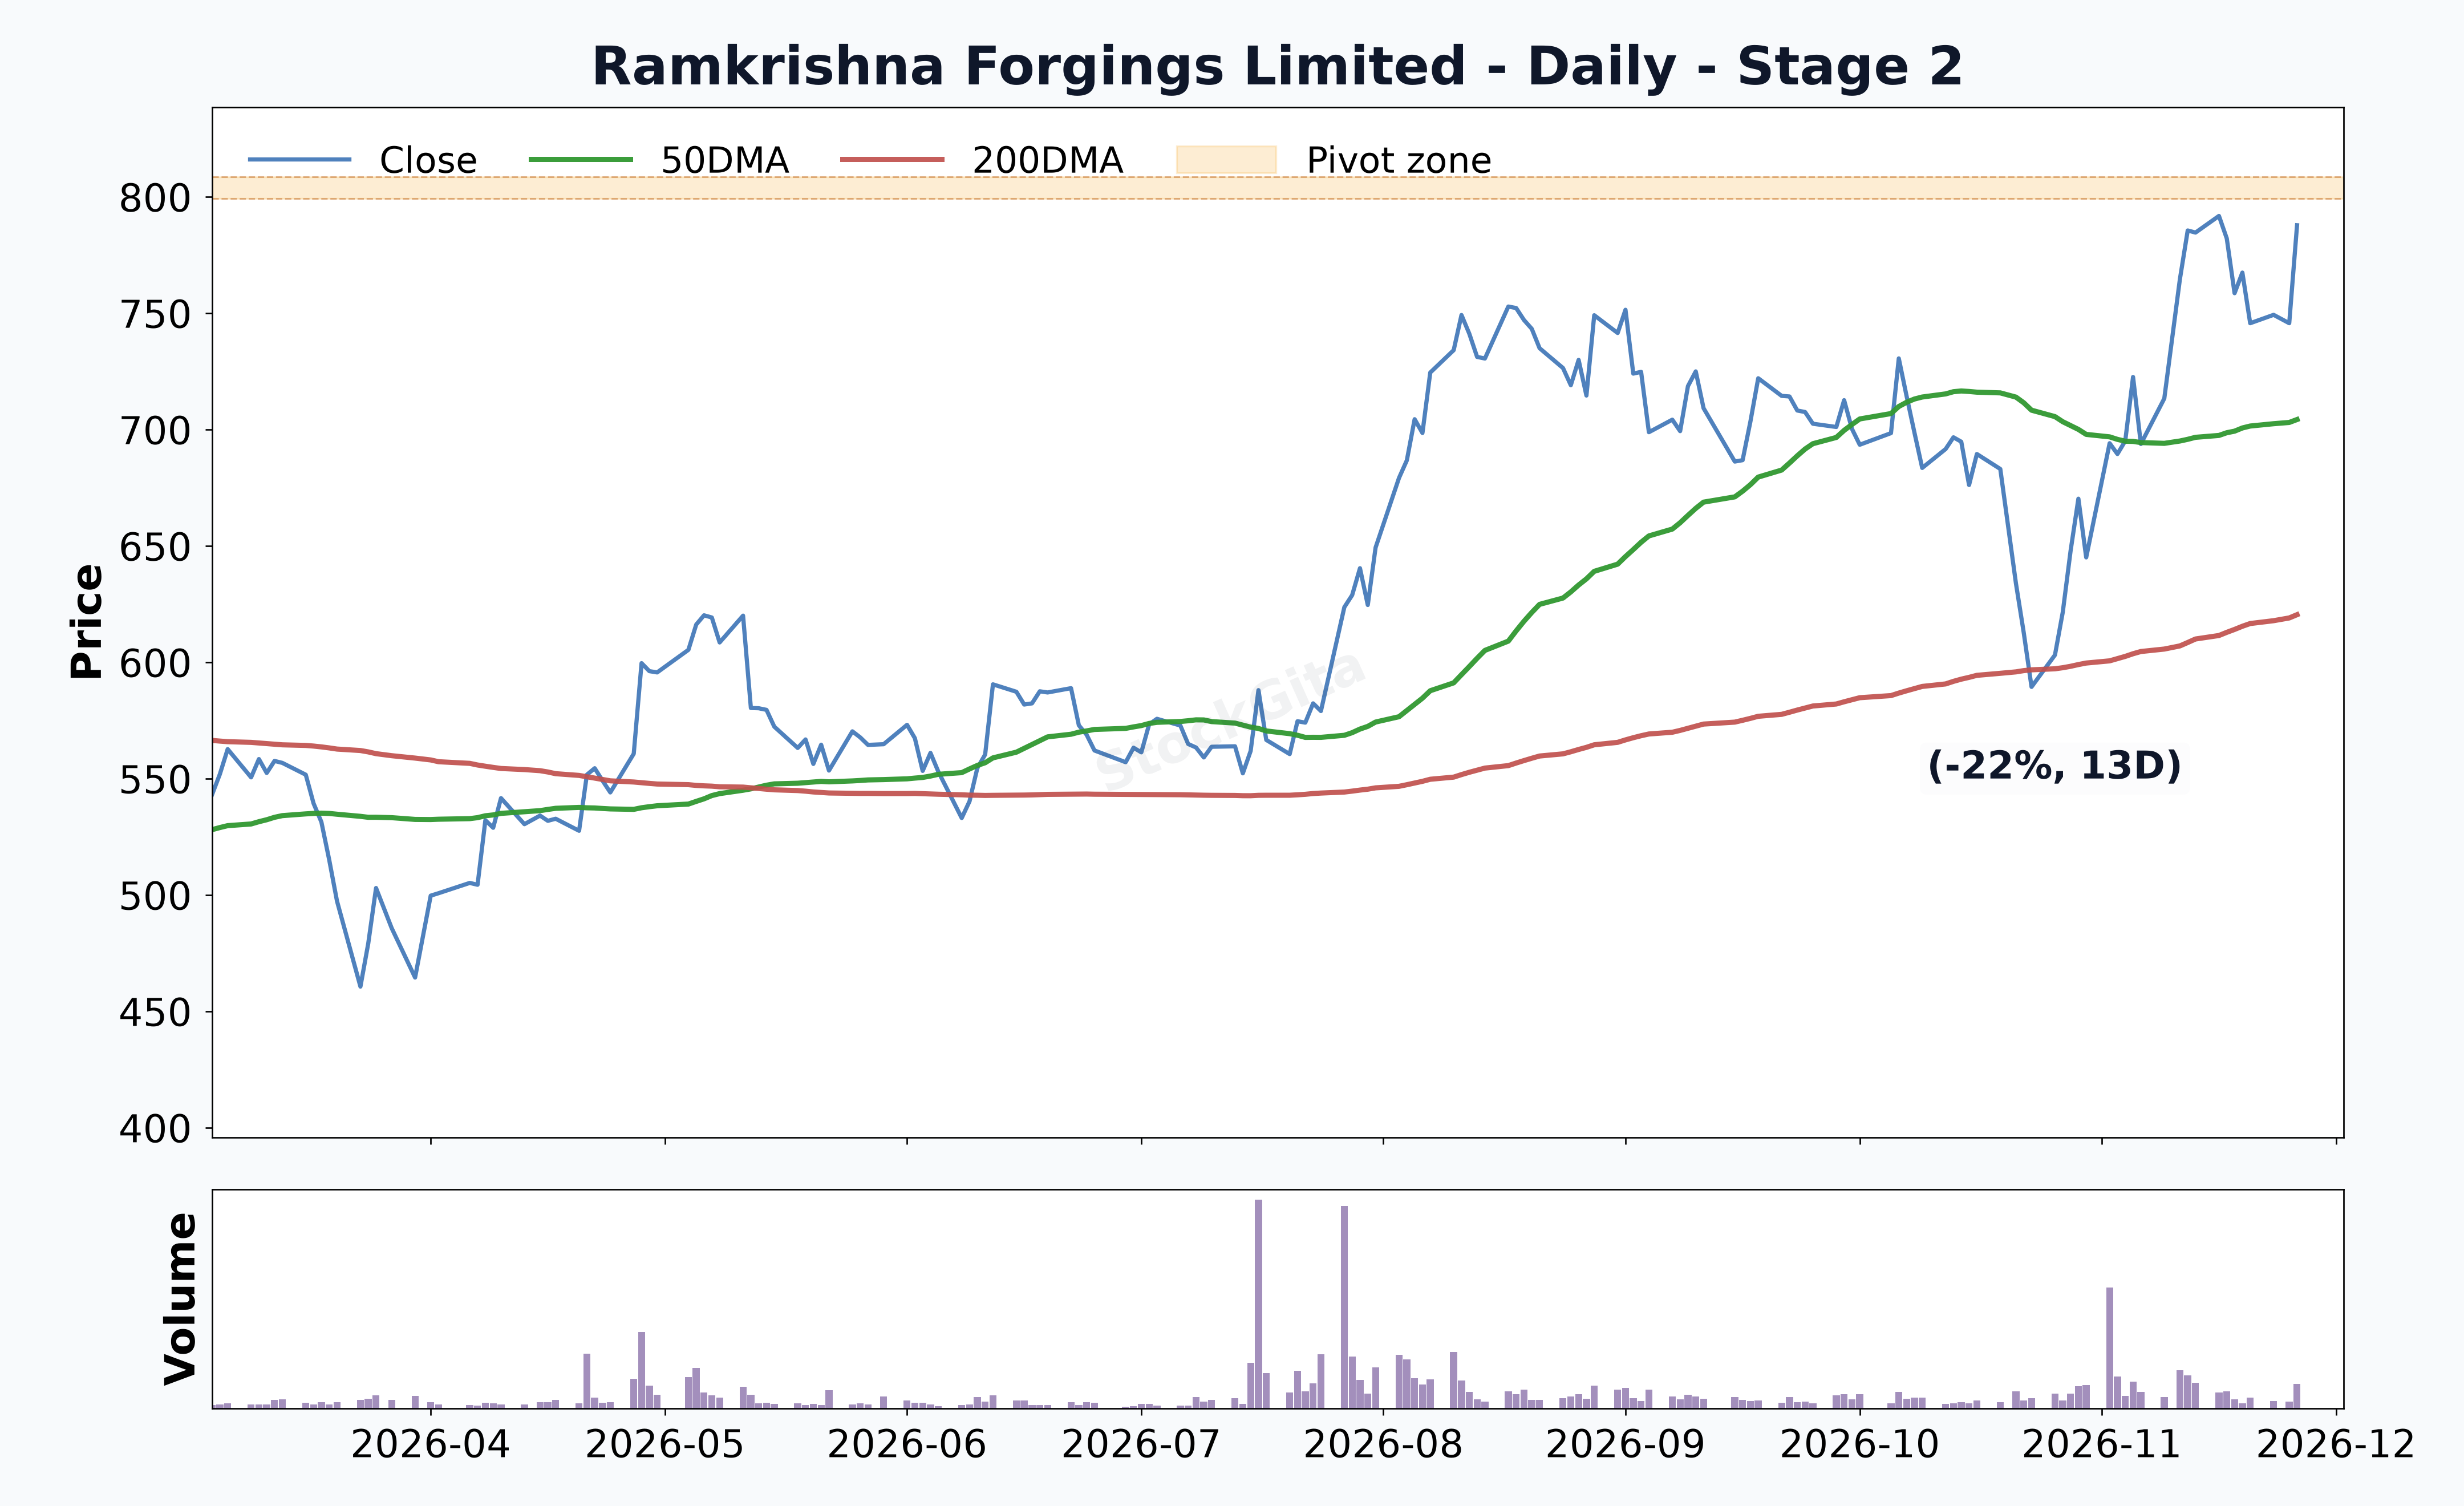 Ramkrishna Forgings Limited - Daily - Stage 2
Close 50DMA 200DMA Pivot zone
800
750
700
650
600
550
500
450
400
Price
StockGita
(-22%, 13D)
Volume
2026-04 2026-05 2026-06 2026-07 2026-08 2026-09 2026-10 2026-11 2026-12